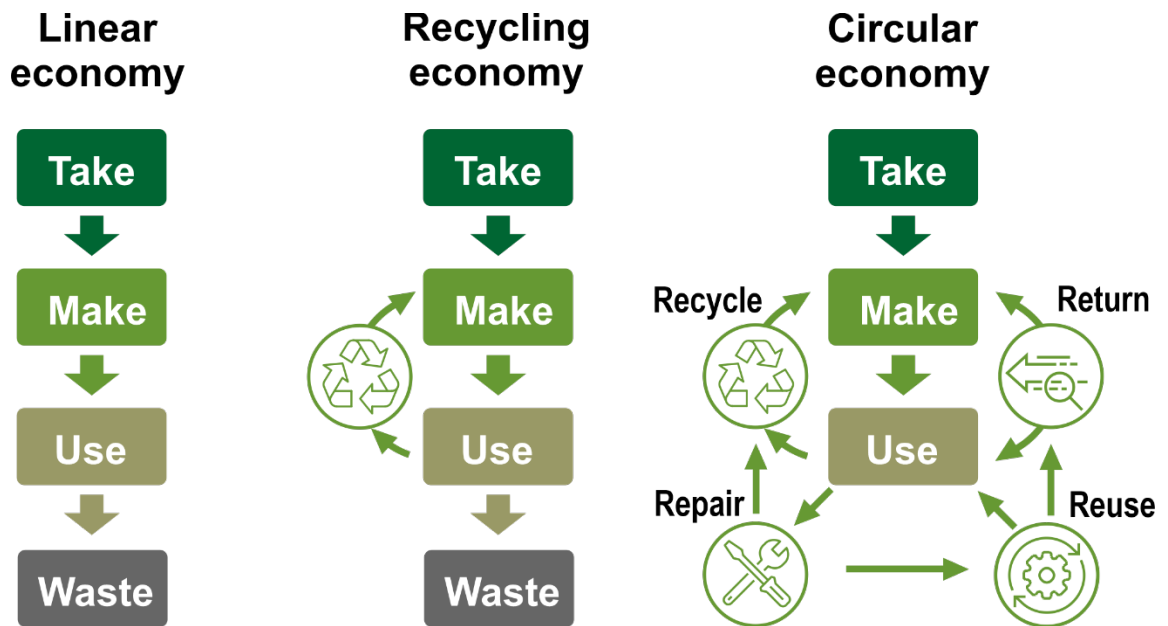 Linear
economy
Take
Make
Use
Waste
Recycling
economy
Take
Make
Use
Waste
Circular
economy
Take
Recycle
Make
Return
Use
Repair
Reuse